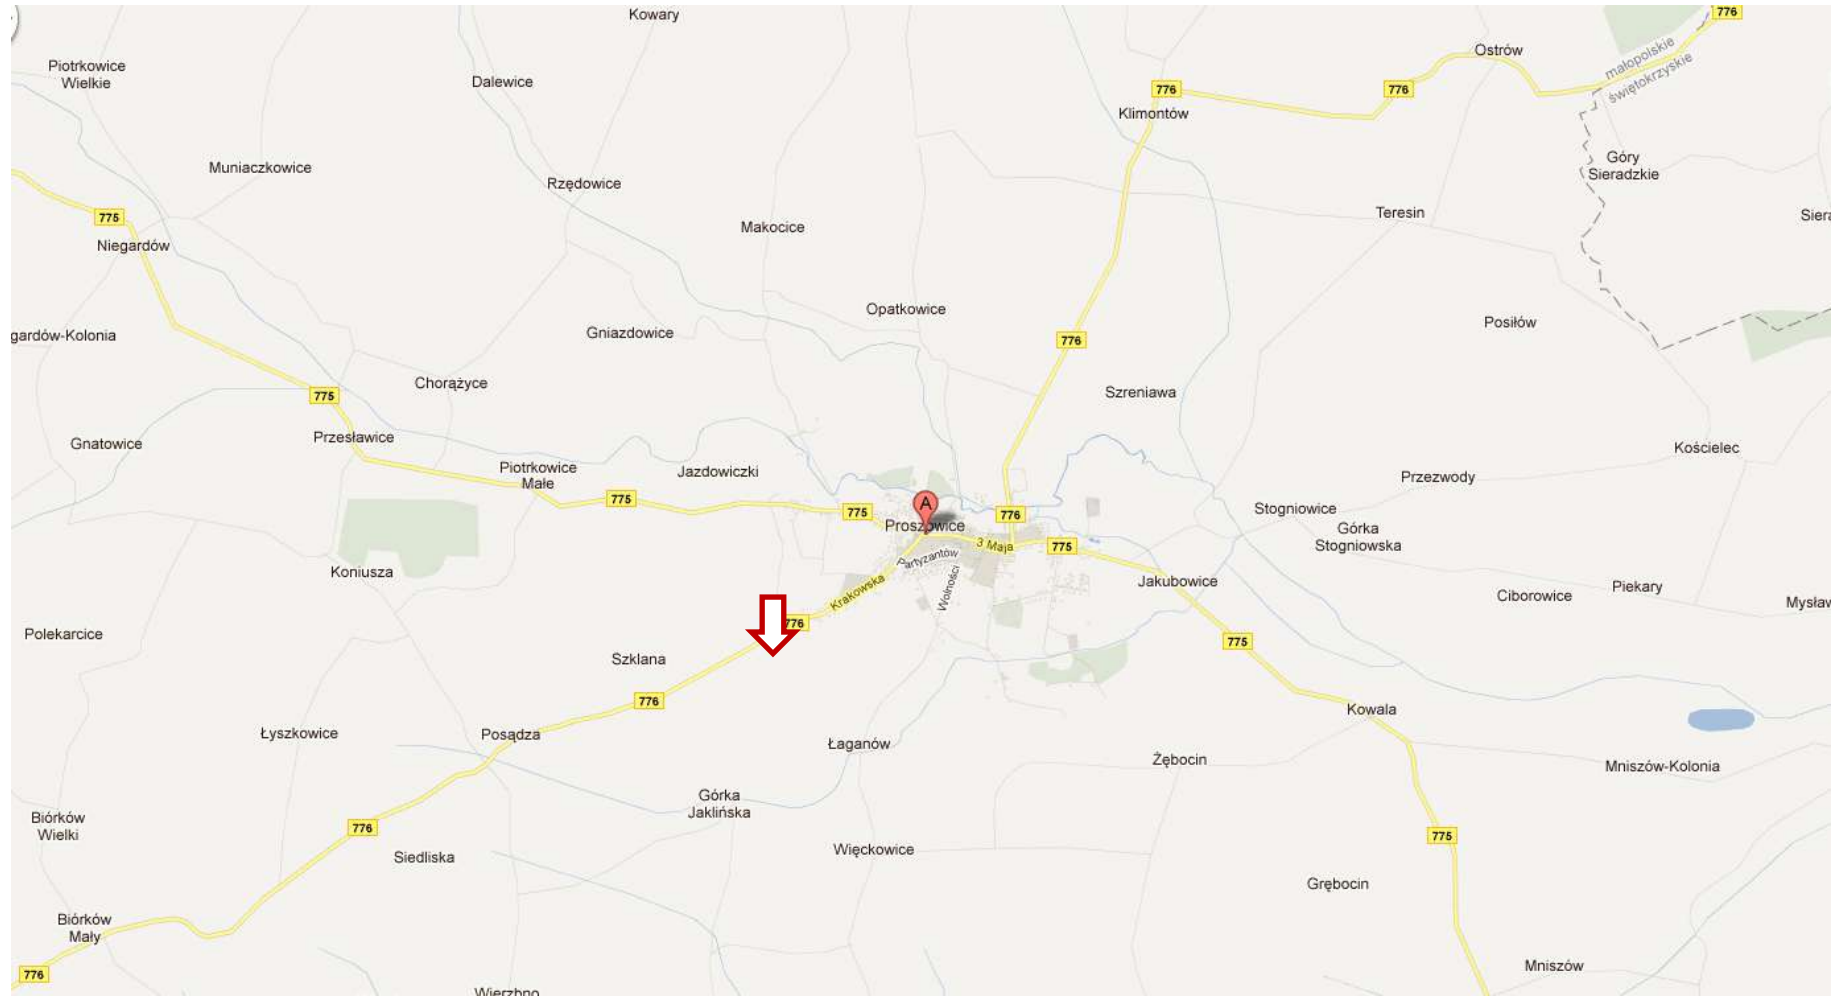 Kowary
776
Ostrów
Piotrkowice
Wielkie
małopolskie
świętokrzyskie
Dalewice
776
776
Klimontów
Muniaczkowice
Góry
Sieradzkie
Rzędowice
775
Teresin
Siera
Makocice
Niegardów
Opatkowice
Posiłów
gardów-Kolonia
Gniazdowice
776
Chorążyce
Szreniawa
775
Gnatowice
Przesławice
Kościelec
Piotrkowice
Małe
Jazdowiczki
Przezwody
775
A
775
776
Stogniowice
Proszowice
Górka
Stogniowska
3 Maja
775
Partyzantów
Koniusza
Krakowska
Wolności
Jakubowice
Piekary
Ciborowice
Mysław
776
Polekarcice
775
Szklana
776
Kowala
Łyszkowice
Posądza
Łaganów
Żębocin
Mniszów-Kolonia
Górka
Jaklińska
Biórków
Wielki
776
775
Siedliska
Więckowice
Grębocin
Biórków
Mały
776
Mniszów
Wierzbno